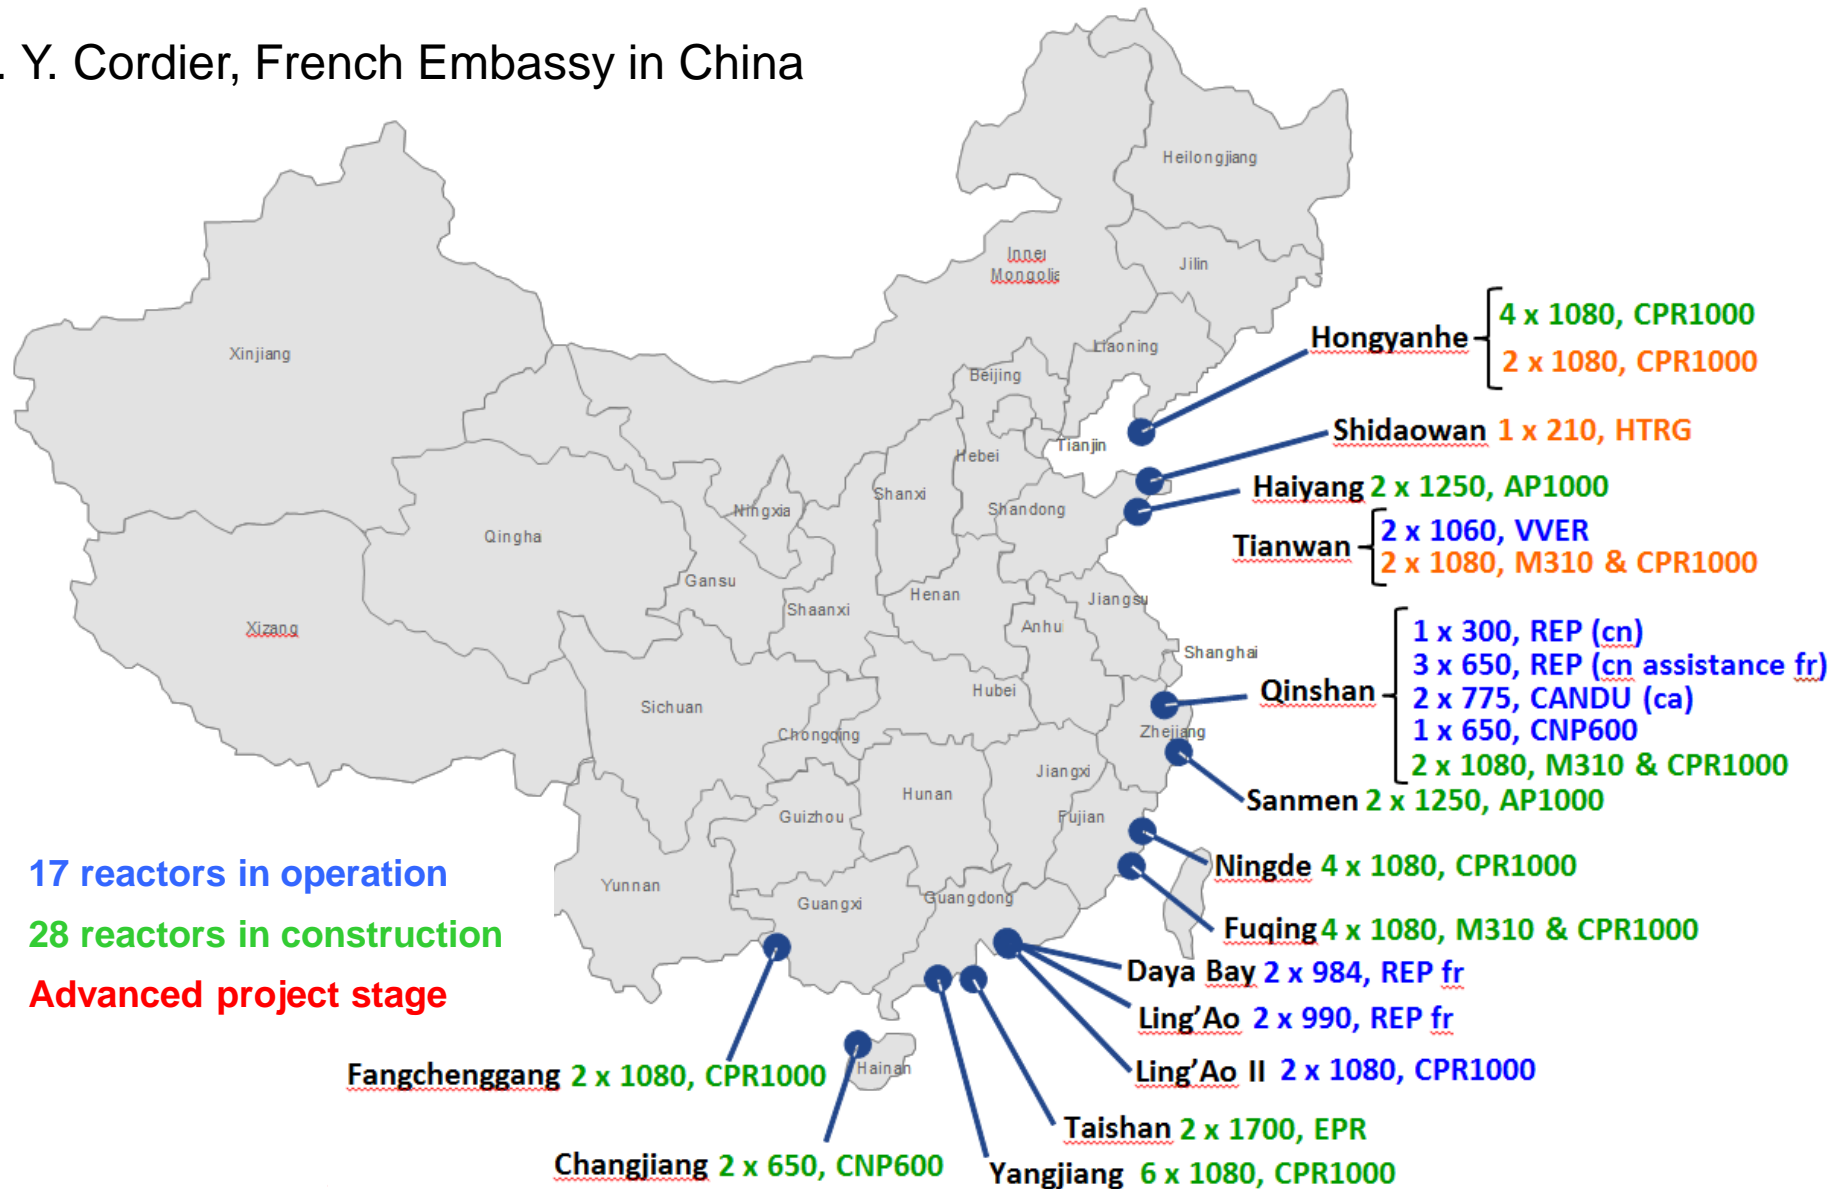 . Y. Cordier, French Embassy in China
Heilongjiang
Inner
Mongolia
Jilin
Xinjiang
Liaoning
Beijing
Tianjin
Hebei
Shanxi
Ningxia
Shandong
Qingha
Gansu
Henan
Shaanxi
Jiangsu
Anhu
Xizang
Shanghai
Hubei
Sichuan
Chongqing
Zhejiang
Jiangxi
Hunan
Guizhou
Fujian
Yunnan
Guangxi
Guangdong
Hainan
Hongyanhe
4 x 1080, CPR1000
2 x 1080, CPR1000
Shidaowan 1 x 210, HTRG
Haiyang 2 x 1250, AP1000
Tianwan
2 x 1060, VVER
2 x 1080, M310 & CPR1000
Qinshan
1 x 300, REP (cn)
3 x 650, REP (cn assistance fr)
2 x 775, CANDU (ca)
1 x 650, CNP600
2 x 1080, M310 & CPR1000
Sanmen 2 x 1250, AP1000
Ningde 4 x 1080, CPR1000
Fuqing 4 x 1080, M310 & CPR1000
Daya Bay 2 x 984, REP fr
Ling'Ao 2 x 990, REP fr
Ling'Ao II 2 x 1080, CPR1000
Taishan 2 x 1700, EPR
Yangjiang 6 x 1080, CPR1000
Fangchenggang 2 x 1080, CPR1000
Changjiang 2 x 650, CNP600
17 reactors in operation
28 reactors in construction
Advanced project stage